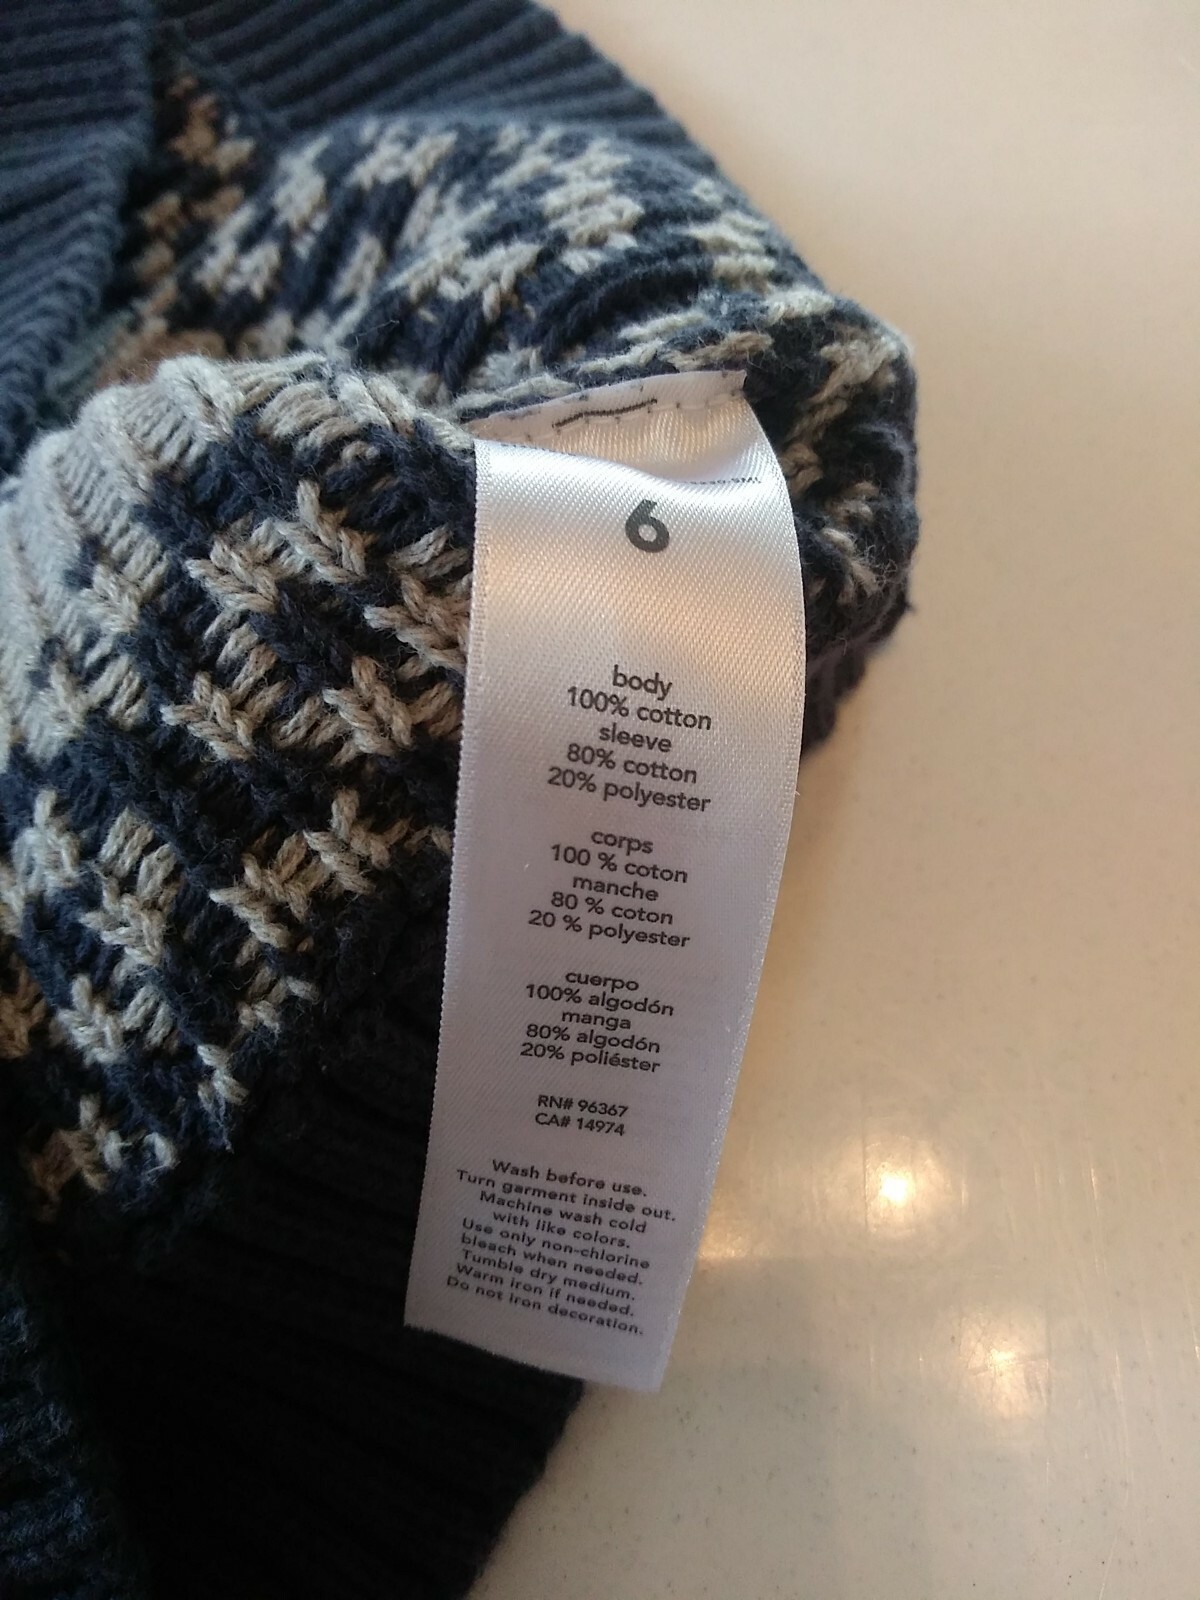 6
body
100% cotton
sleeve
80% cotton
20% polyester
corps
100 % coton
manche
80 % coton
20 % polyester
cuerpo
100% algodón
manga
80% algodón
20% poliéster
RN# 96367
CA# 14974
Wash before use.
Turn garment inside out.
Machine wash cold
with like colors.
Use only non-chlorine
bleach when needed.
Tumble dry medium.
Warm iron if needed.
Do not iron decoration.